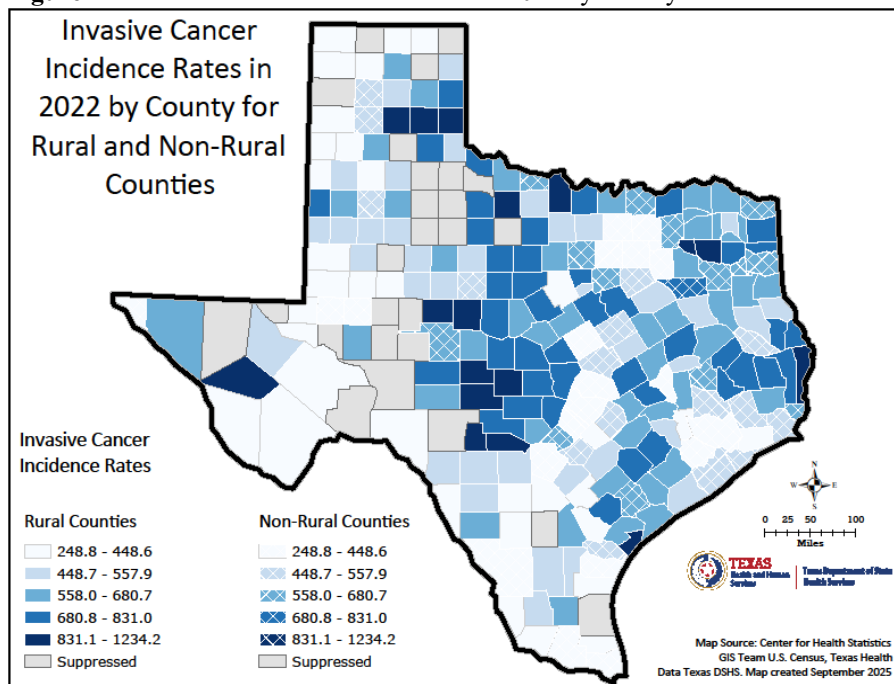 Invasive Cancer
Incidence Rates in
2022 by County for
Rural and Non-Rural
Counties
Invasive Cancer
Incidence Rates
Rural Counties
248.8 - 448.6
448.7 - 557.9
558.0 - 680.7
680.8 - 831.0
831.1 - 1234.2
Suppressed
Non-Rural Counties
248.8 - 448.6
448.7 - 557.9
558.0 - 680.7
680.8 - 831.0
831.1 - 1234.2
Suppressed
N
W E
S
0 25 50 100
Miles
TEXAS
Health and Human
Services
Texas Department of State
Health Services
Map Source: Center for Health Statistics
GIS Team U.S. Census, Texas Health
Data Texas DSHS. Map created September 2025